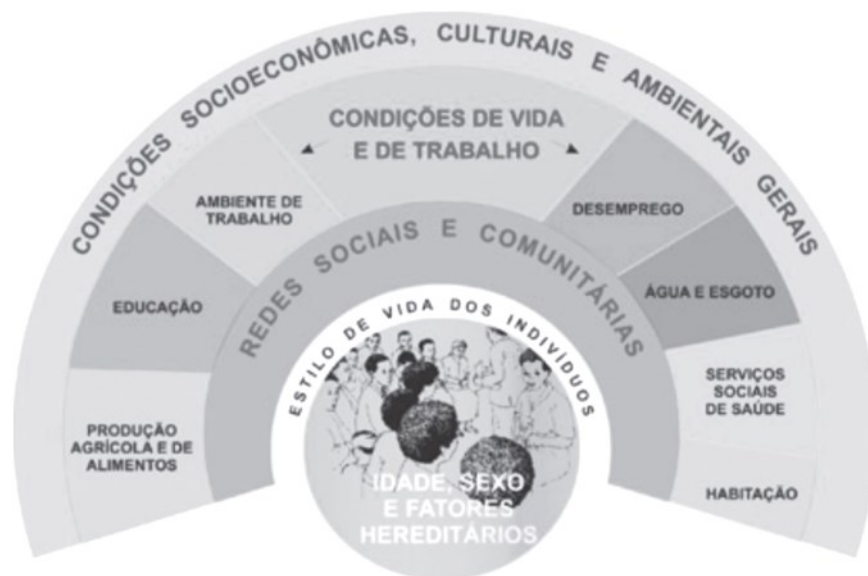 CONDIÇÕES SOCIOECONÔMICAS, CULTURAIS E AMBIENTAIS GERAIS
CONDIÇÕES DE VIDA
E DE TRABALHO
AMBIENTE DE
TRABALHO
DESEMPREGO
REDES SOCIAIS E COMUNITÁRIAS
EDUCAÇÃO
ÁGUA E ESGOTO
ESTILO DE VIDA DOS INDIVÍDUOS
PRODUÇÃO
AGRÍCOLA E DE
ALIMENTOS
SERVIÇOS
SOCIAIS
DE SAÚDE
HABITAÇÃO
IDADE, SEXO
E FATORES
HEREDITÁRIOS